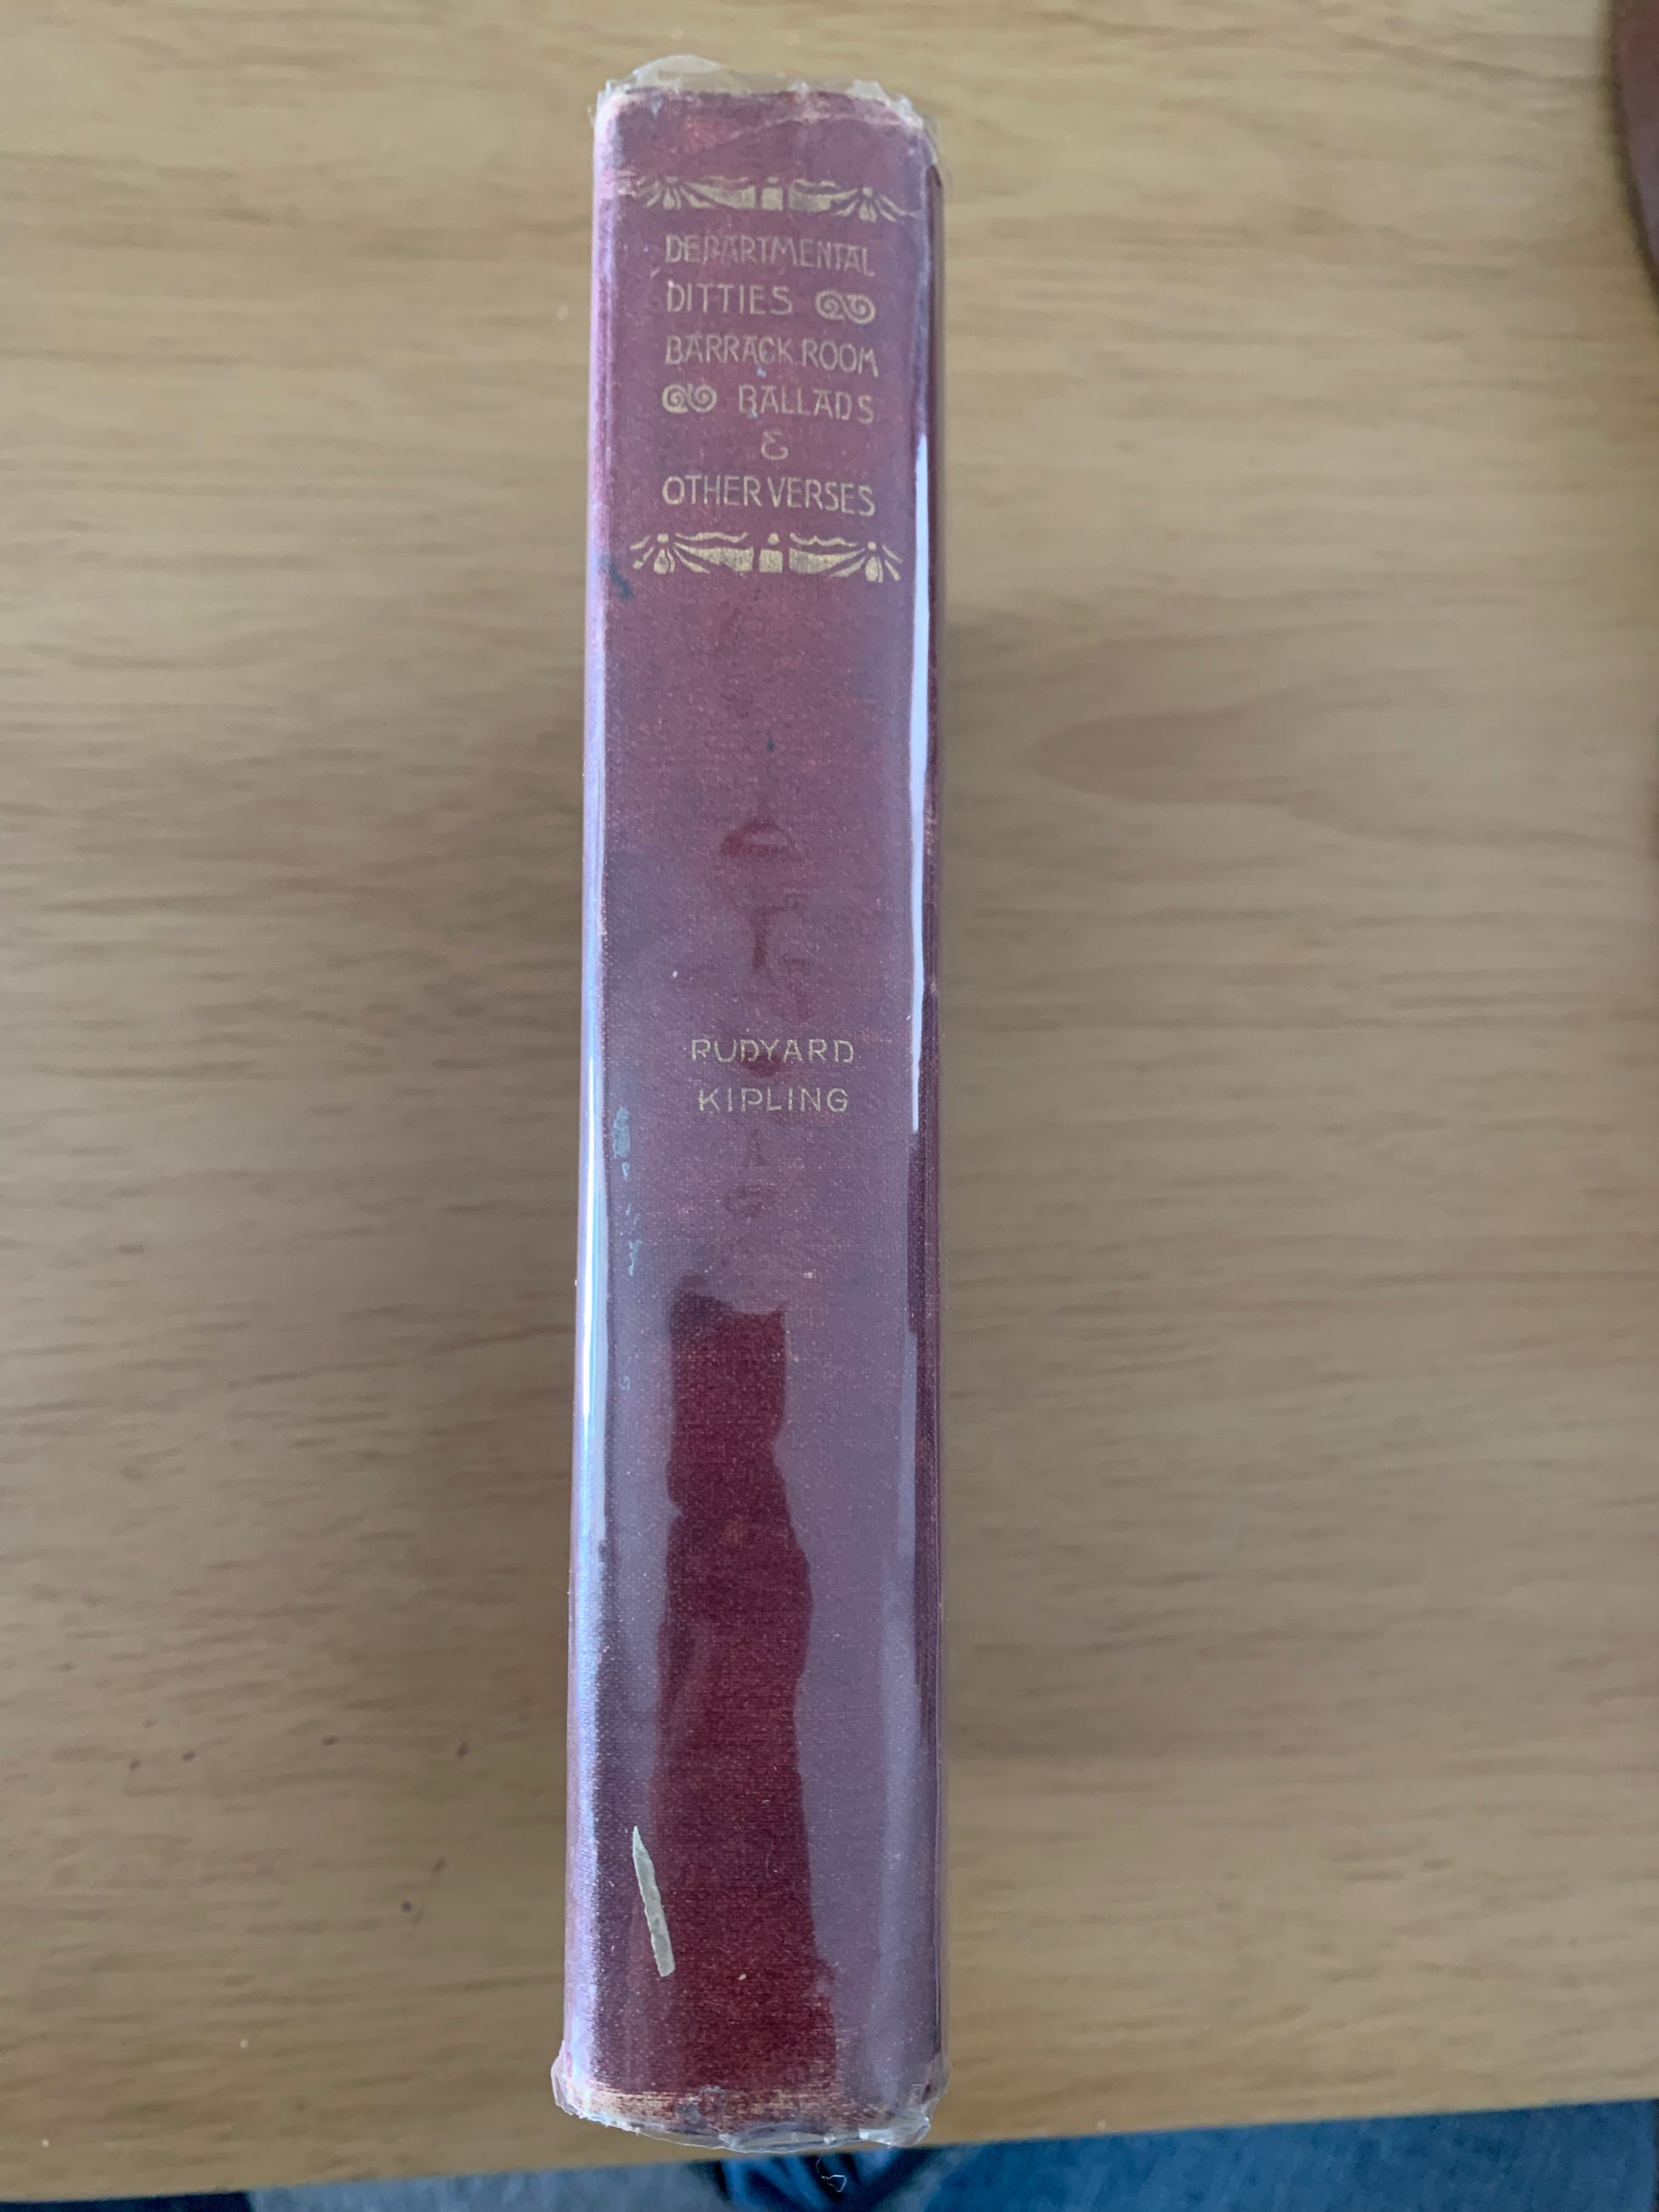 DEPARTMENTAL
DITTIES
BARRACK ROOM
BALLADS
&
OTHER VERSES
RUDYARD
KIPLING